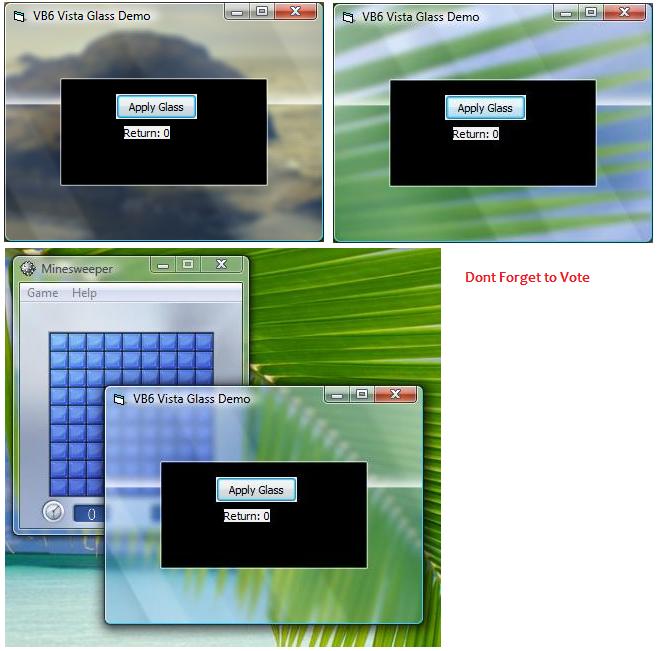 VB6 Vista Glass Demo
Apply Glass
Return: 0
VB6 Vista Glass Demo
Apply Glass
Return: 0
Dont Forget to Vote
Minesweeper
Game Help
VB6 Vista Glass Demo
Apply Glass
Return: 0
0